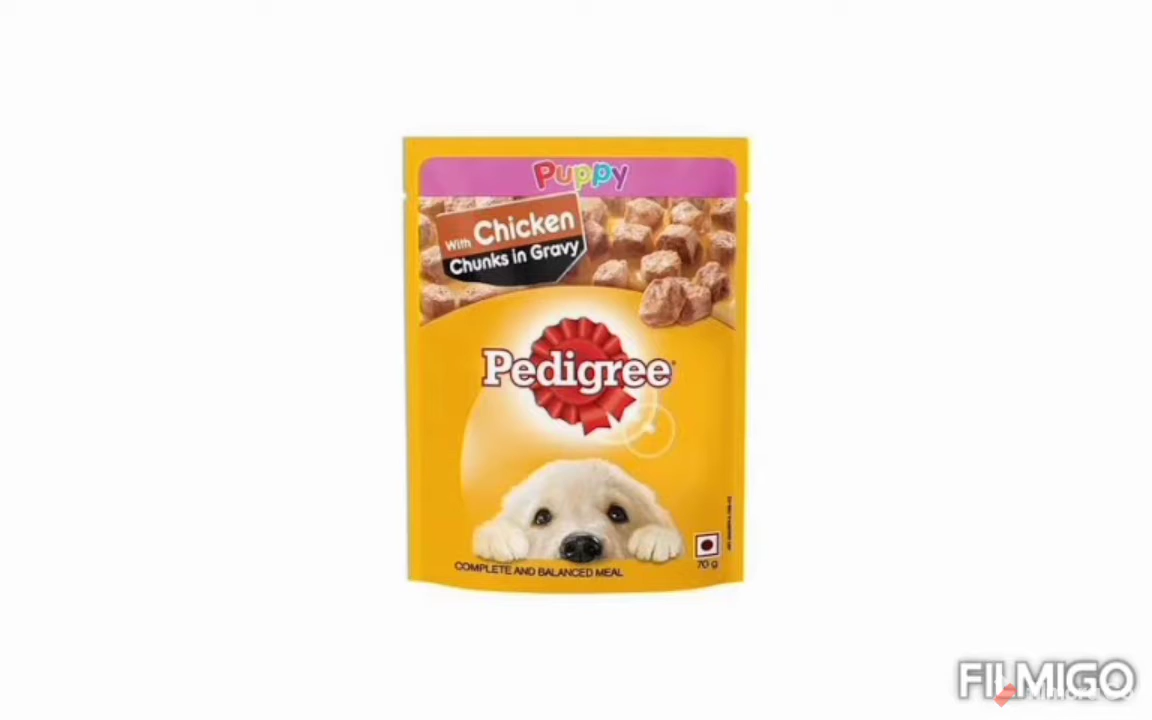 Puppy
With Chicken
Chunks in Gravy
Pedigree
COMPLETE AND BALANCED MEAL
70 g
FILMIGO